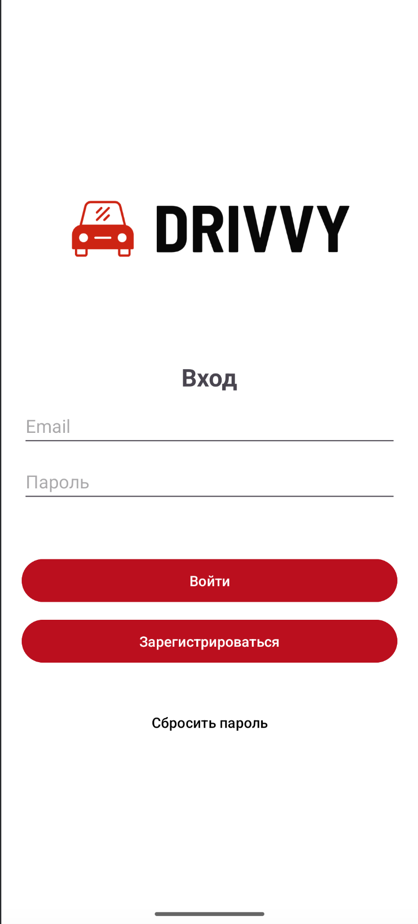 DRIVVY
Вход
Email
Пароль
Войти
Зарегистрироваться
Сбросить пароль